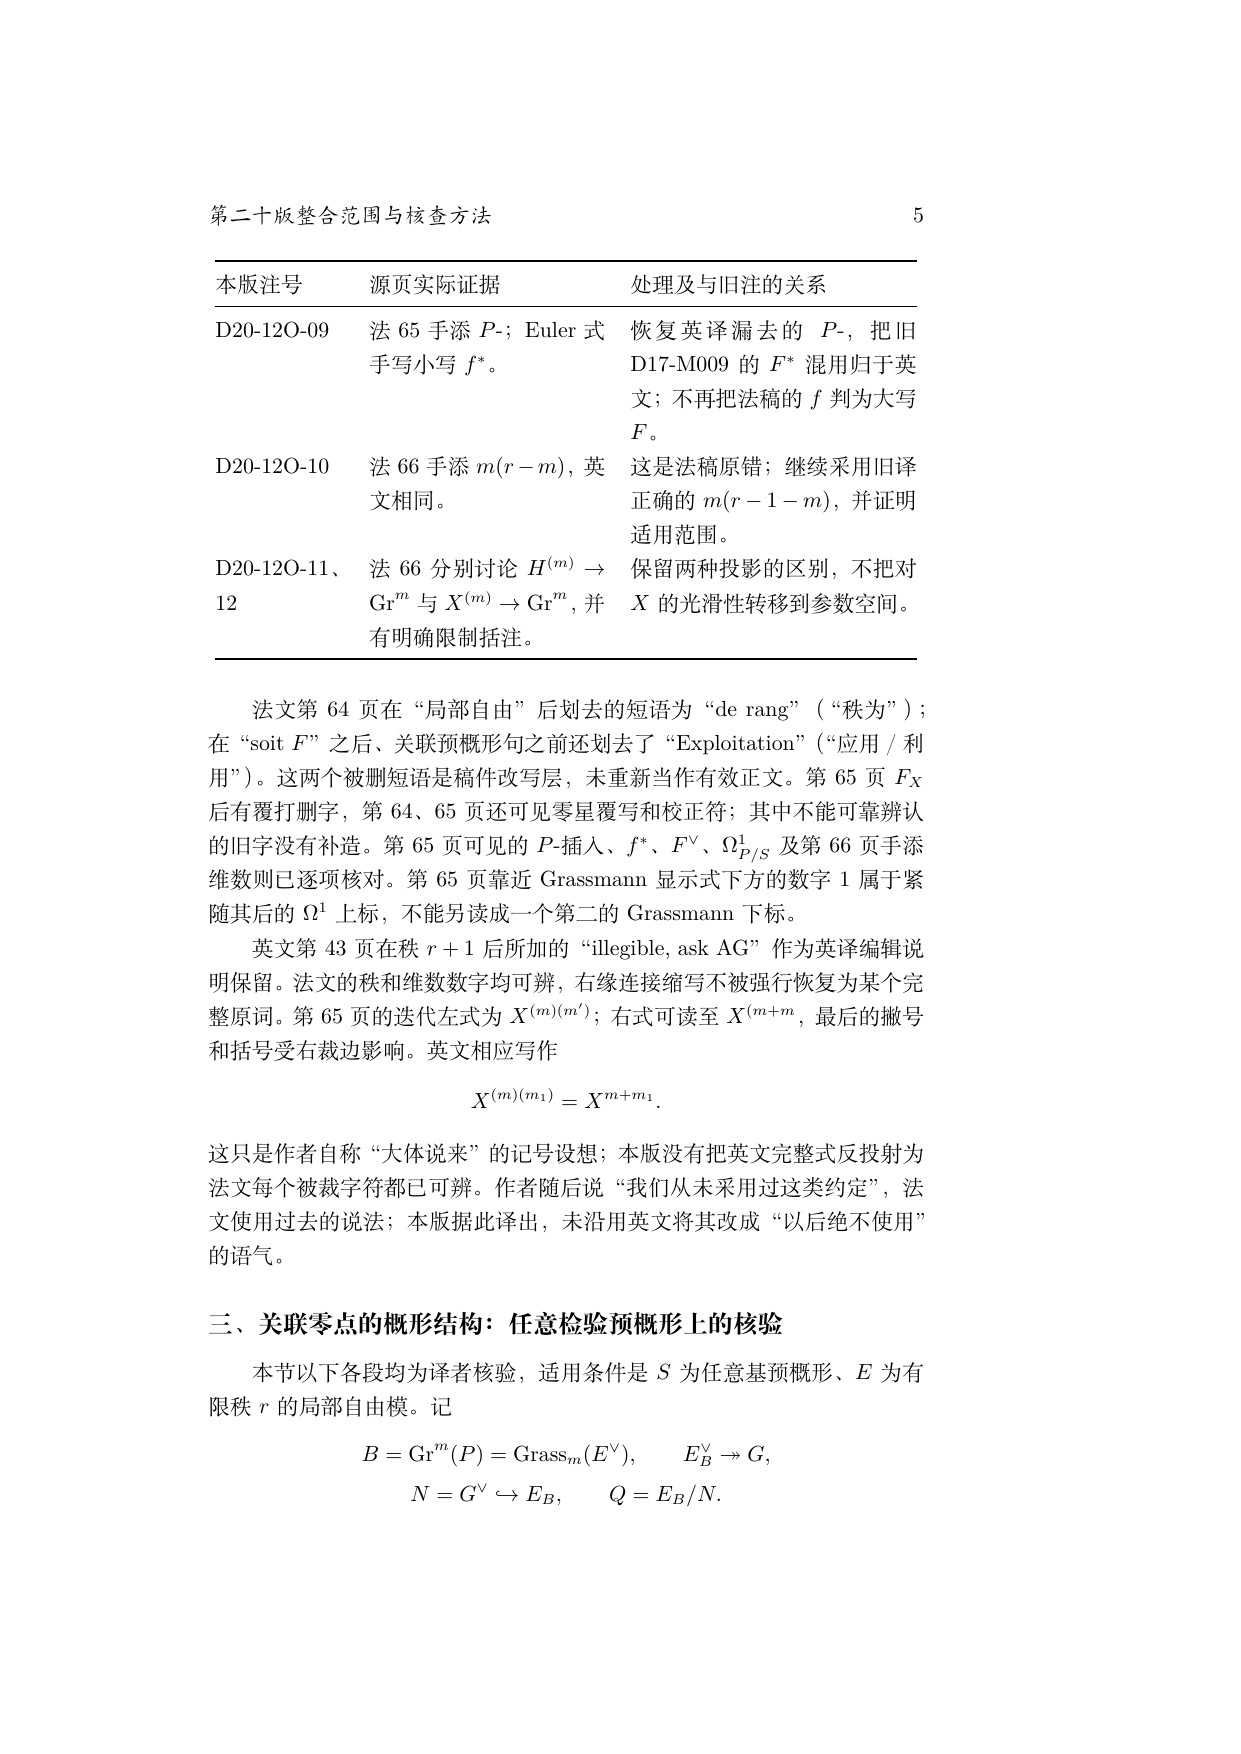 第二十版整合范围与核查方法 5
本版注号 源页实际证据 处理及与旧注的关系
D20-12O-09 法 65 手添 P-；Euler 式 恢复英译漏去的 P-，把旧
手写小写 f*。 D17-M009 的 F* 混用归于英
文；不再把法稿的 f 判为大写
F。
D20-12O-10 法 66 手添 m(r − m)，英 这是法稿原错；继续采用旧译
文相同。 正确的 m(r − 1 − m)，并证明
适用范围。
D20-12O-11、 法 66 分别讨论 H^(m) → 保留两种投影的区别，不把对
12 Gr^m 与 X^(m) → Gr^m，并 X 的光滑性转移到参数空间。
有明确限制括注。
法文第 64 页在 “局部自由” 后划去的短语为 “de rang”（“秩为”）；
在 “soit F” 之后、关联预概形句之前还划去了 “Exploitation”（“应用 / 利
用”）。这两个被删短语是稿件改写层，未重新当作有效正文。第 65 页 F_X
后有覆打删字，第 64、65 页还可见零星覆写和校正符；其中不能可靠辨认
的旧字没有补造。第 65 页可见的 P-插入、f*、F^∨、Ω^1_{P/S} 及第 66 页手添
维数则已逐项核对。第 65 页靠近 Grassmann 显示式下方的数字 1 属于紧
随其后的 Ω^1 上标，不能另读成一个第二的 Grassmann 下标。
英文第 43 页在秩 r + 1 后所加的 “illegible, ask AG” 作为英译编辑说
明保留。法文的秩和维数数字均可辨，右缘连接缩写不被强行恢复为某个完
整原词。第 65 页的迭代左式为 X^{(m)(m′)}；右式可读至 X^{(m+m}，最后的撇号
和括号受右裁边影响。英文相应写作
X^{(m)(m_1)} = X^{m+m_1}.
这只是作者自称 “大体说来” 的记号设想；本版没有把英文完整式反投射为
法文每个被裁字符都已可辨。作者随后说 “我们从未采用过这类约定”，法
文使用过去的说法；本版据此译出，未沿用英文将其改成 “以后绝不使用”
的语气。
三、关联零点的概形结构：任意检验预概形上的核验
本节以下各段均为译者核验，适用条件是 S 为任意基预概形、E 为有
限秩 r 的局部自由模。记
B = Gr^m(P) = Grass_m(E^∨), E_B^∨ ↠ G,
N = G^∨ ↪ E_B, Q = E_B/N.